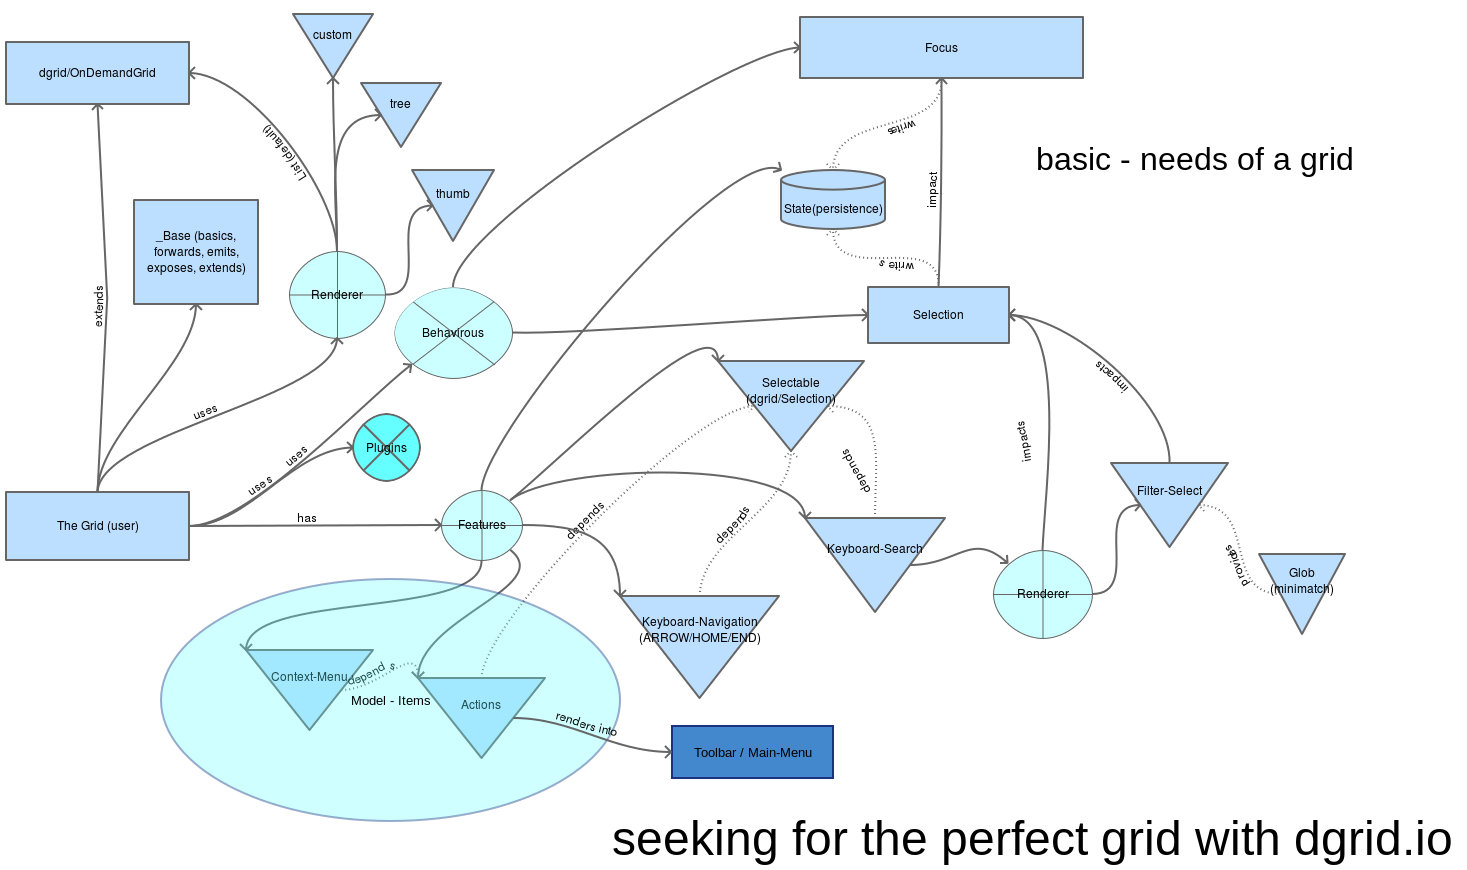 custom
Focus
dgrid/OnDemandGrid
tree
List(default)
writes
basic - needs of a grid
thumb
impact
State(persistence)
_Base (basics,
forwards, emits,
exposes, extends)
write s
extends
Renderer
Selection
Behavirous
impacts
Selectable
(dgrid/Selection)
uses
impacts
Plugins
uses
uses
depends
Filter-Select
has
The Grid (user)
Features
depends
depends
Keyboard-Search
provides
Glob
(minimatch)
Renderer
Keyboard-Navigation
(ARROW/HOME/END)
Context-Menu
depend s
Model - Items
Actions
renders into
Toolbar / Main-Menu
seeking for the perfect grid with dgrid.io